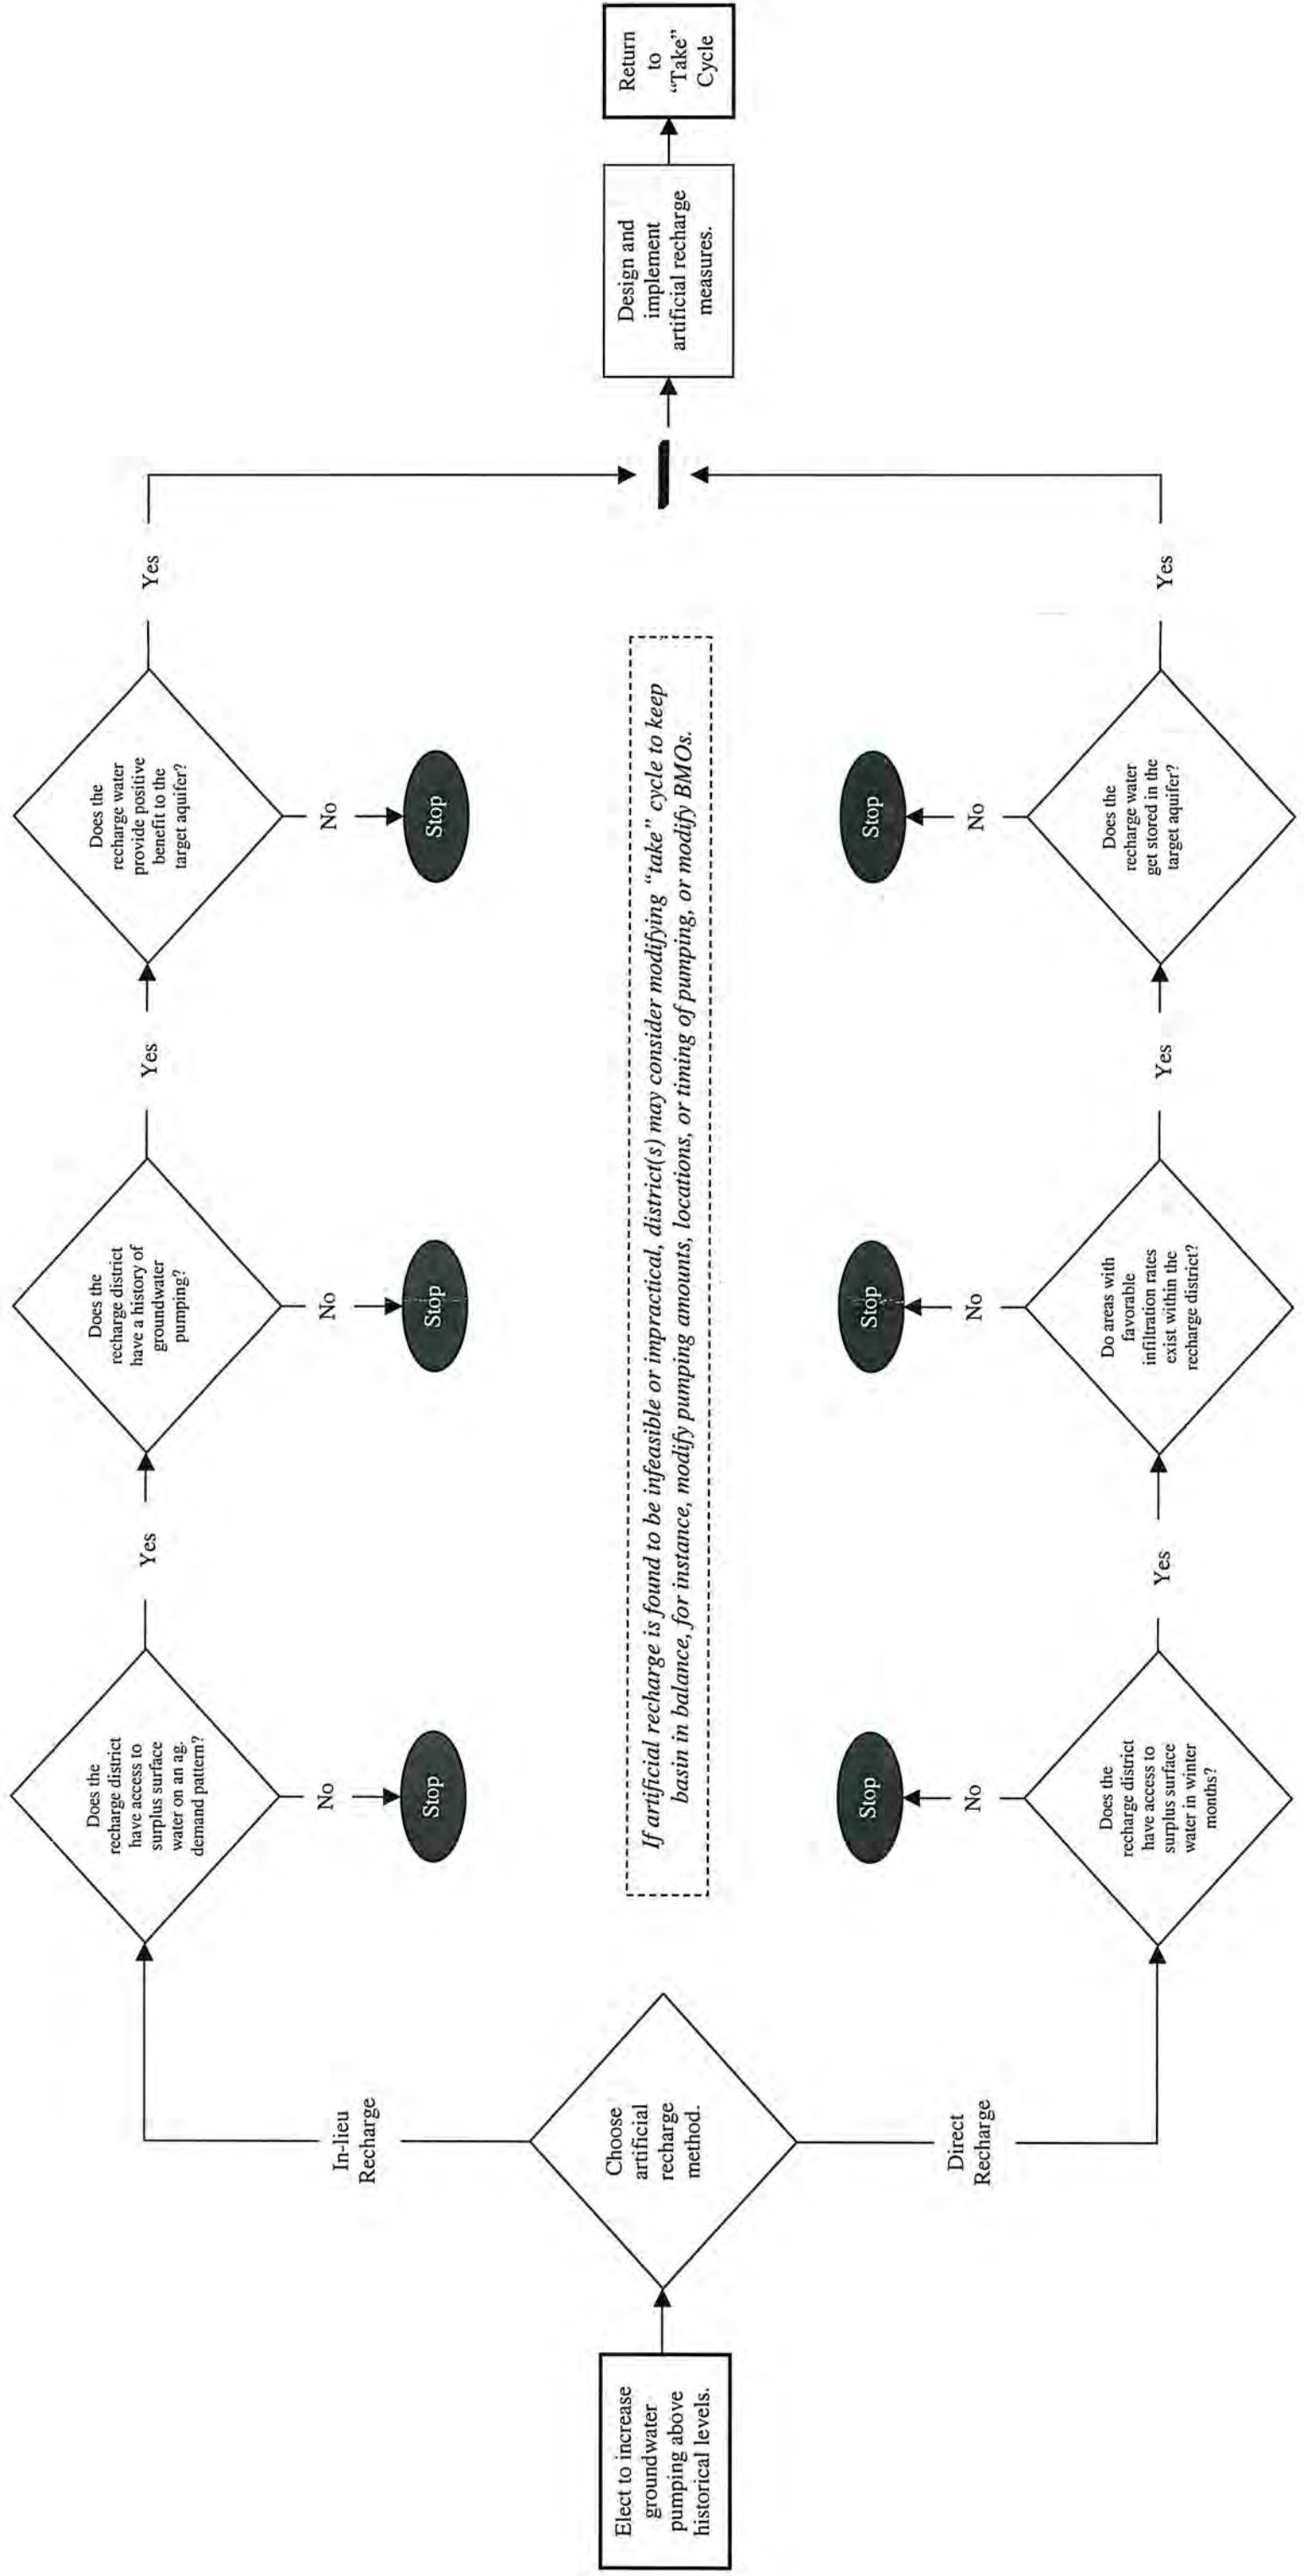 Elect to increase
groundwater
pumping above
historical levels.
Choose
artificial
recharge
method.
In-lieu
Recharge
Does the
recharge district
have access to
surplus surface
water on an ag.
demand pattern?
No
Stop
Yes
Does the
recharge district
have a history of
groundwater
pumping?
No
Stop
Yes
Does the
recharge water
provide positive
benefit to the
target aquifer?
No
Stop
Yes
If artificial recharge is found to be infeasible or impractical, district(s) may consider modifying “take” cycle to keep
basin in balance, for instance, modify pumping amounts, locations, or timing of pumping, or modify BMOs.
Direct
Recharge
Does the
recharge district
have access to
surplus surface
water in winter
months?
No
Stop
Yes
Do areas with
favorable
infiltration rates
exist within the
recharge district?
No
Stop
Yes
Does the
recharge water
get stored in the
target aquifer?
No
Stop
Yes
Design and
implement
artificial recharge
measures.
Return
to
“Take”
Cycle